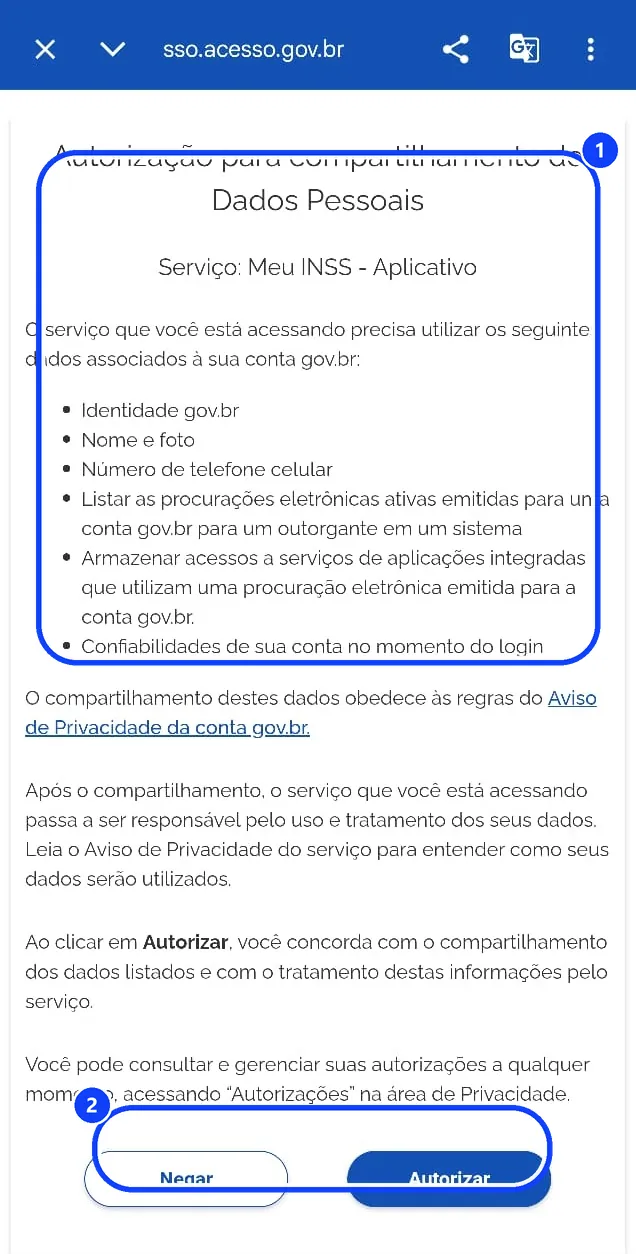 sso.acesso.gov.br
1
Autorização para compartilhamento de
Dados Pessoais
Serviço: Meu INSS - Aplicativo
O serviço que você está acessando precisa utilizar os seguinte
dados associados à sua conta gov.br:
Identidade gov.br
Nome e foto
Número de telefone celular
Listar as procurações eletrônicas ativas emitidas para uma
conta gov.br para um outorgante em um sistema
Armazenar acessos a serviços de aplicações integradas
que utilizam uma procuração eletrônica emitida para a
conta gov.br.
Confiabilidades de sua conta no momento do login
O compartilhamento destes dados obedece às regras do Aviso
de Privacidade da conta gov.br.
Após o compartilhamento, o serviço que você está acessando
passa a ser responsável pelo uso e tratamento dos seus dados.
Leia o Aviso de Privacidade do serviço para entender como seus
dados serão utilizados.
Ao clicar em Autorizar, você concorda com o compartilhamento
dos dados listados e com o tratamento destas informações pelo
serviço.
Você pode consultar e gerenciar suas autorizações a qualquer
momento, acessando “Autorizações” na área de Privacidade.
2
Negar
Autorizar